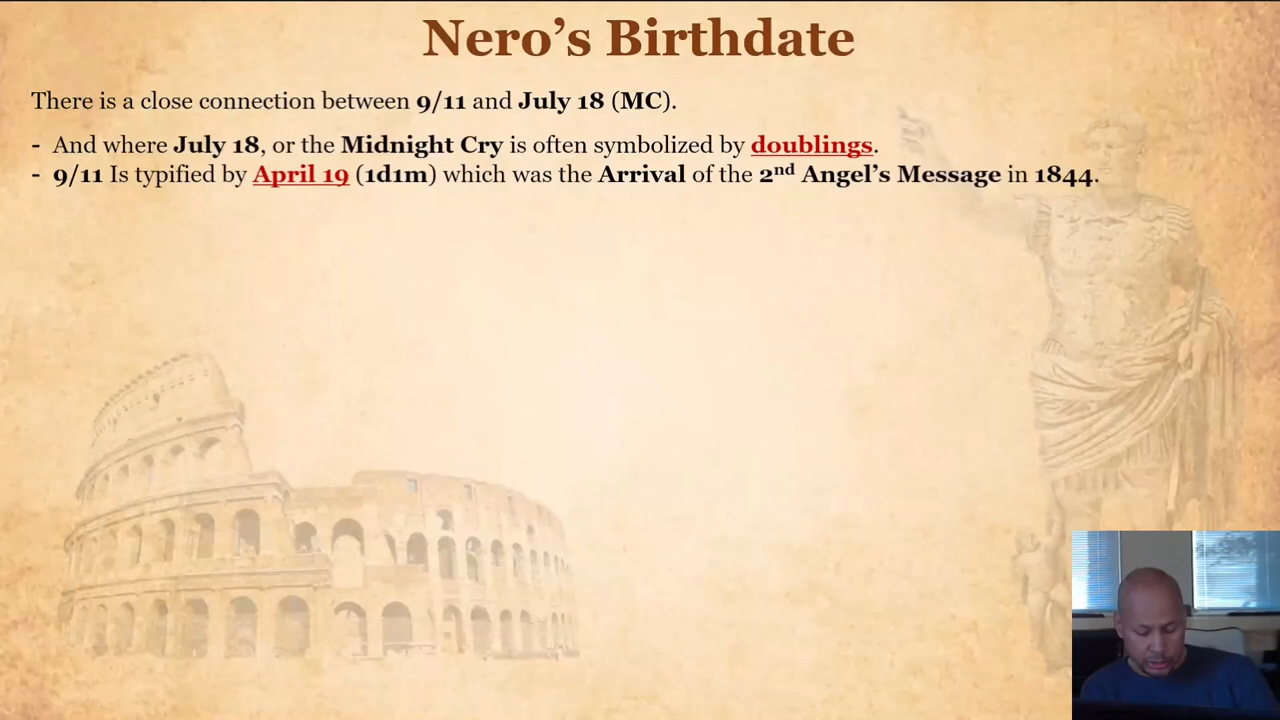 Nero’s Birthdate
There is a close connection between 9/11 and July 18 (MC).
- And where July 18, or the Midnight Cry is often symbolized by doublings.
- 9/11 Is typified by April 19 (1d1m) which was the Arrival of the 2nd Angel’s Message in 1844.